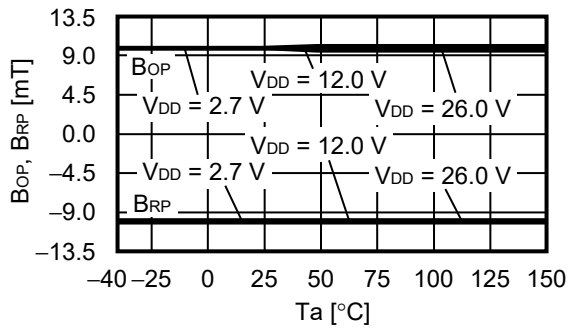 13.5
9.0
4.5
0.0
−4.5
−9.0
−13.5
BOP, BRP [mT]
BOP
VDD = 12.0 V
VDD = 2.7 V
VDD = 26.0 V
VDD = 12.0 V
VDD = 2.7 V
VDD = 26.0 V
BRP
−40 −25 0 25 50 75 100 125 150
Ta [°C]